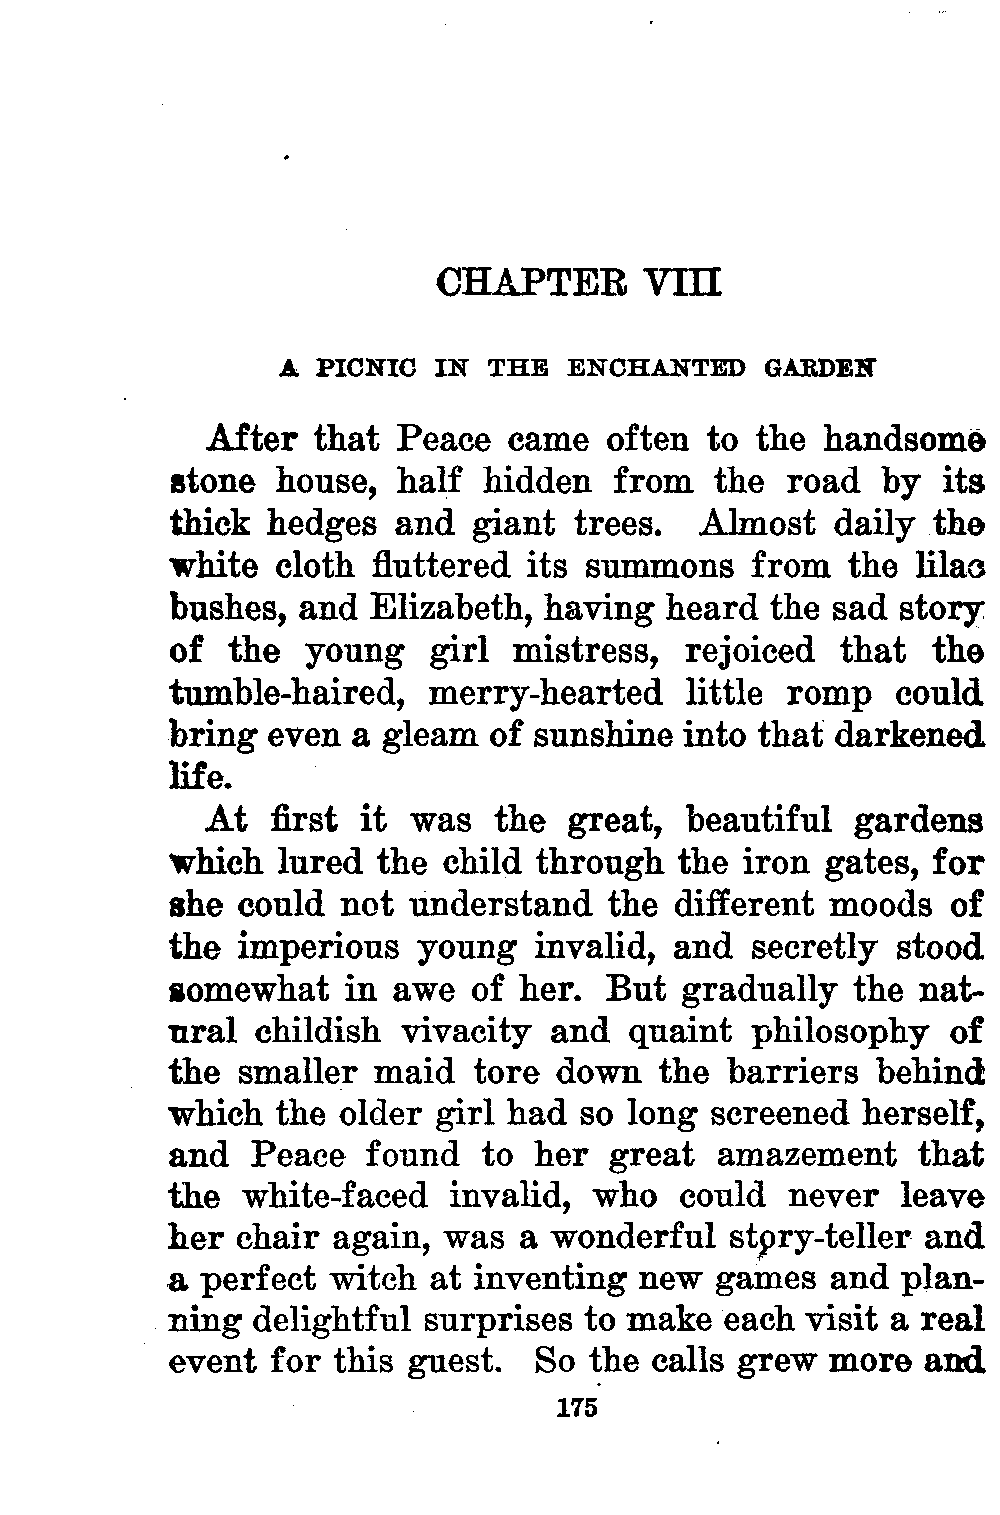 CHAPTER VIII
A PICNIC IN THE ENCHANTED GARDEN
After that Peace came often to the handsome
stone house, half hidden from the road by its
thick hedges and giant trees. Almost daily the
white cloth fluttered its summons from the lilac
bushes, and Elizabeth, having heard the sad story
of the young girl mistress, rejoiced that the
tumble-haired, merry-hearted little romp could
bring even a gleam of sunshine into that darkened
life.
At first it was the great, beautiful gardens
which lured the child through the iron gates, for
she could not understand the different moods of
the imperious young invalid, and secretly stood
somewhat in awe of her. But gradually the nat-
ural childish vivacity and quaint philosophy of
the smaller maid tore down the barriers behind
which the older girl had so long screened herself,
and Peace found to her great amazement that
the white-faced invalid, who could never leave
her chair again, was a wonderful story-teller and
a perfect witch at inventing new games and plan-
ning delightful surprises to make each visit a real
event for this guest. So the calls grew more and
175